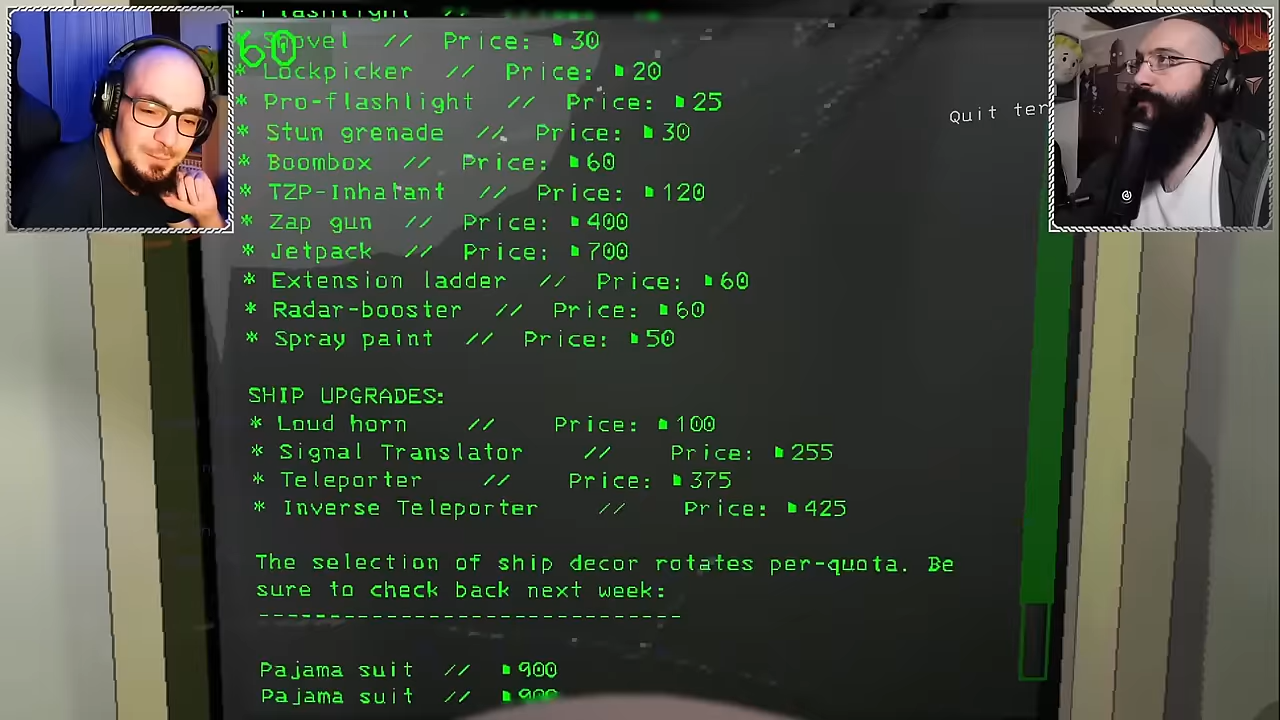 * Flashlight //
60
* Shovel // Price: 30
* Lockpicker // Price: 20
* Pro-flashlight // Price: 25
Quit ter
* Stun grenade // Price: 30
* Boombox // Price: 60
* TZP-Inhalant // Price: 120
* Zap gun // Price: 400
* Jetpack // Price: 700
* Extension ladder // Price: 60
* Radar-booster // Price: 60
* Spray paint // Price: 50
SHIP UPGRADES:
* Loud horn // Price: 100
* Signal Translator // Price: 255
* Teleporter // Price: 375
* Inverse Teleporter // Price: 425
The selection of ship decor rotates per-quota. Be
sure to check back next week:
------------------------------
Pajama suit // 900
Pajama suit // 900